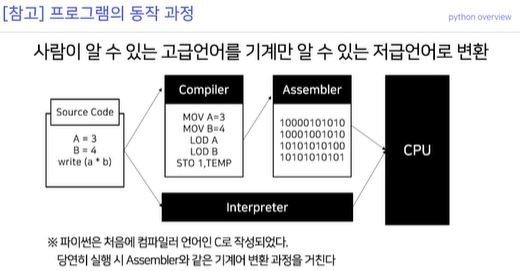 [참고] 프로그램의 동작 과정
python overview
사람이 알 수 있는 고급언어를 기계만 알 수 있는 저급언어로 변환
Source Code
A = 3
B = 4
write (a * b)
Compiler
MOV A=3
MOV B=4
LOD A
LOD B
STO 1,TEMP
Assembler
10000101010
10001001010
10101010100
10101010101
CPU
Interpreter
※ 파이썬은 처음에 컴파일러 언어인 C로 작성되었다.
당연히 실행 시 Assembler와 같은 기계어 변환 과정을 거친다